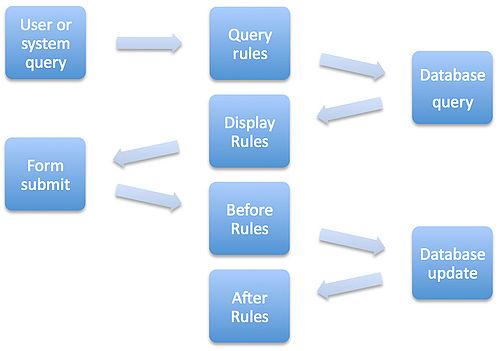 User or
system
query
Query
rules
Database
query
Display
Rules
Form
submit
Before
Rules
Database
update
After
Rules